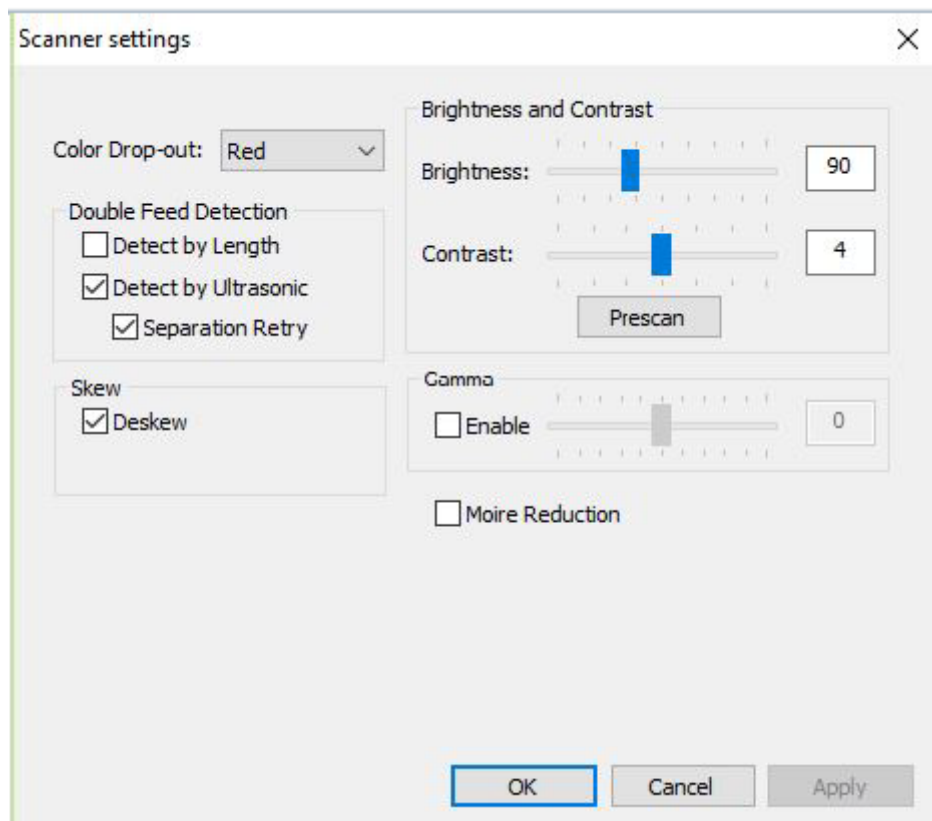 Scanner settings
Color Drop-out: Red
Double Feed Detection
Detect by Length
Detect by Ultrasonic
Separation Retry
Skew
Deskew
Brightness and Contrast
Brightness: 90
Contrast: 4
Prescan
Gamma
Enable 0
Moire Reduction
OK Cancel Apply